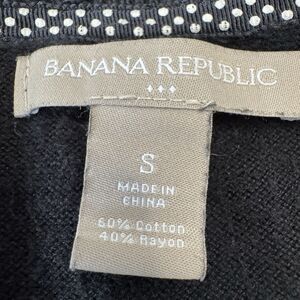 BANANA REPUBLIC
S
MADE IN
CHINA
60% Cotton
40% Rayon